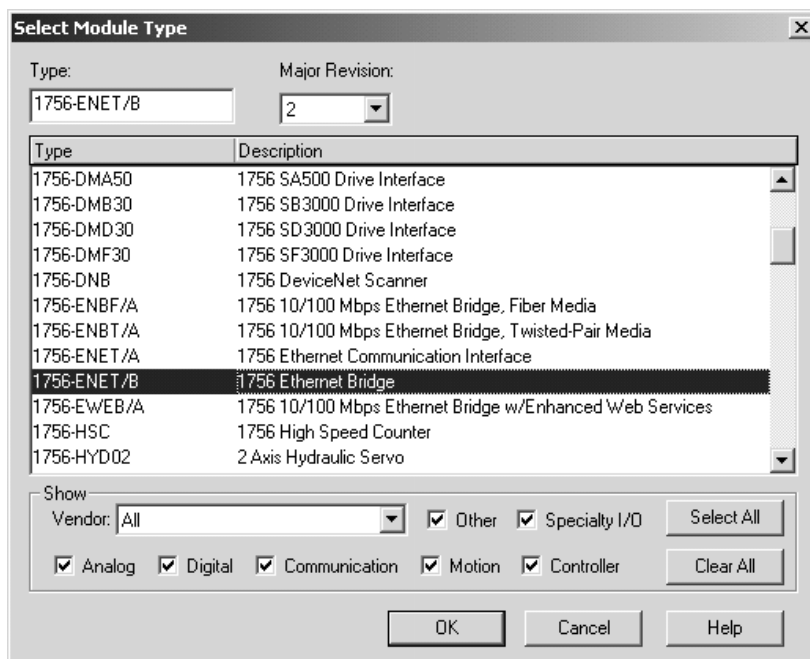 Select Module Type
Type: Major Revision:
1756-ENET/B 2
Type Description
1756-DMA50 1756 SA500 Drive Interface
1756-DMB30 1756 SB3000 Drive Interface
1756-DMD30 1756 SD3000 Drive Interface
1756-DMF30 1756 SF3000 Drive Interface
1756-DNB 1756 DeviceNet Scanner
1756-ENBF/A 1756 10/100 Mbps Ethernet Bridge, Fiber Media
1756-ENBT/A 1756 10/100 Mbps Ethernet Bridge, Twisted-Pair Media
1756-ENET/A 1756 Ethernet Communication Interface
1756-ENET/B 1756 Ethernet Bridge
1756-EWEB/A 1756 10/100 Mbps Ethernet Bridge w/Enhanced Web Services
1756-HSC 1756 High Speed Counter
1756-HYD02 2 Axis Hydraulic Servo
Show
Vendor: All Other Specialty I/O Select All
Analog Digital Communication Motion Controller Clear All
OK Cancel Help